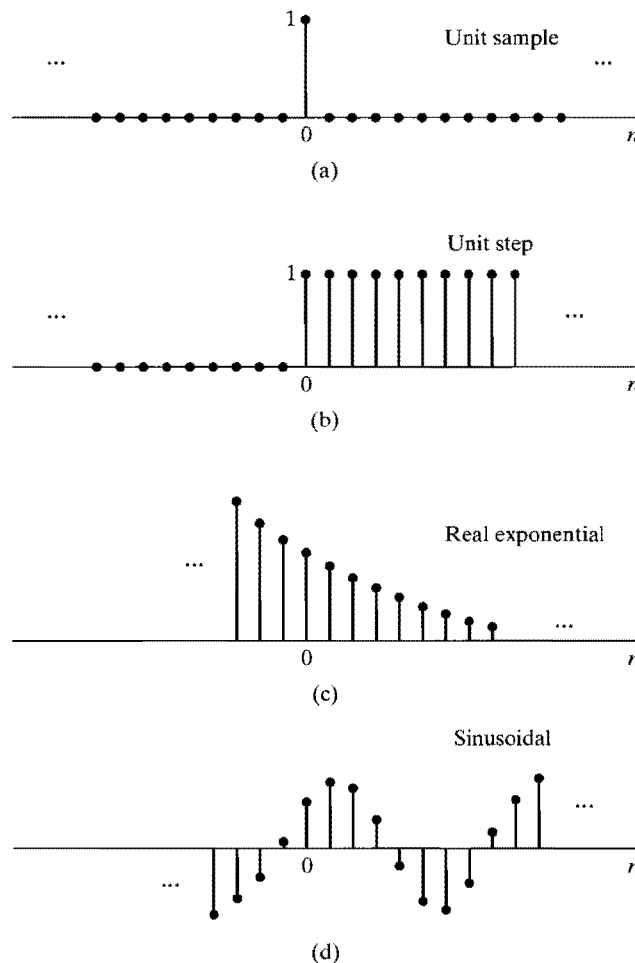 1
Unit sample
... ...
0 n
(a)
Unit step
1
... ...
0 n
(b)
Real exponential
... ...
0 n
(c)
Sinusoidal
...
0 n
...
(d)